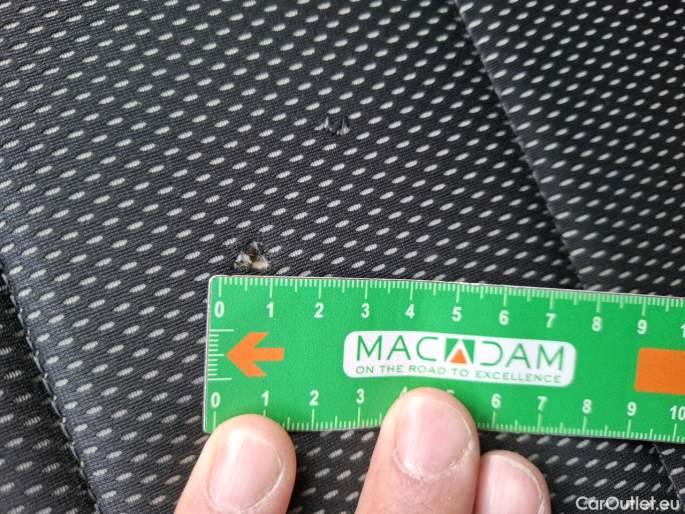 0 1 2 3 4 5 6 7 8 9
MACADAM
ON THE ROAD TO EXCELLENCE
0 1 2 3 4 5 6 7 8 9 10
CarOutlet.eu